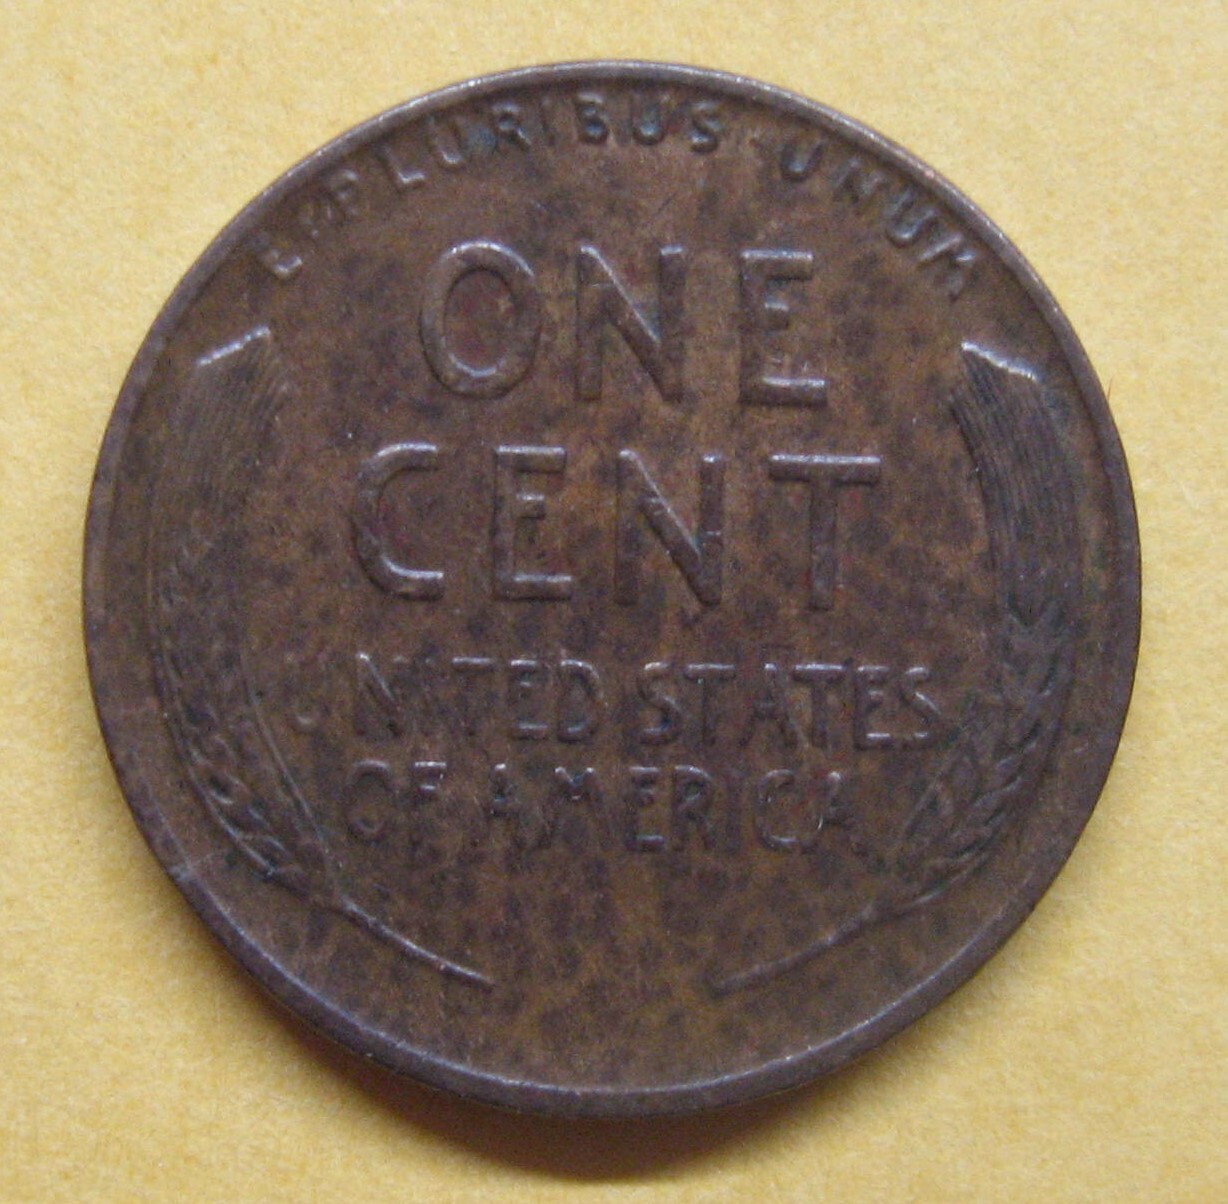 E · PLURIBUS · UNUM
ONE
CENT
UNITED STATES
OF AMERICA